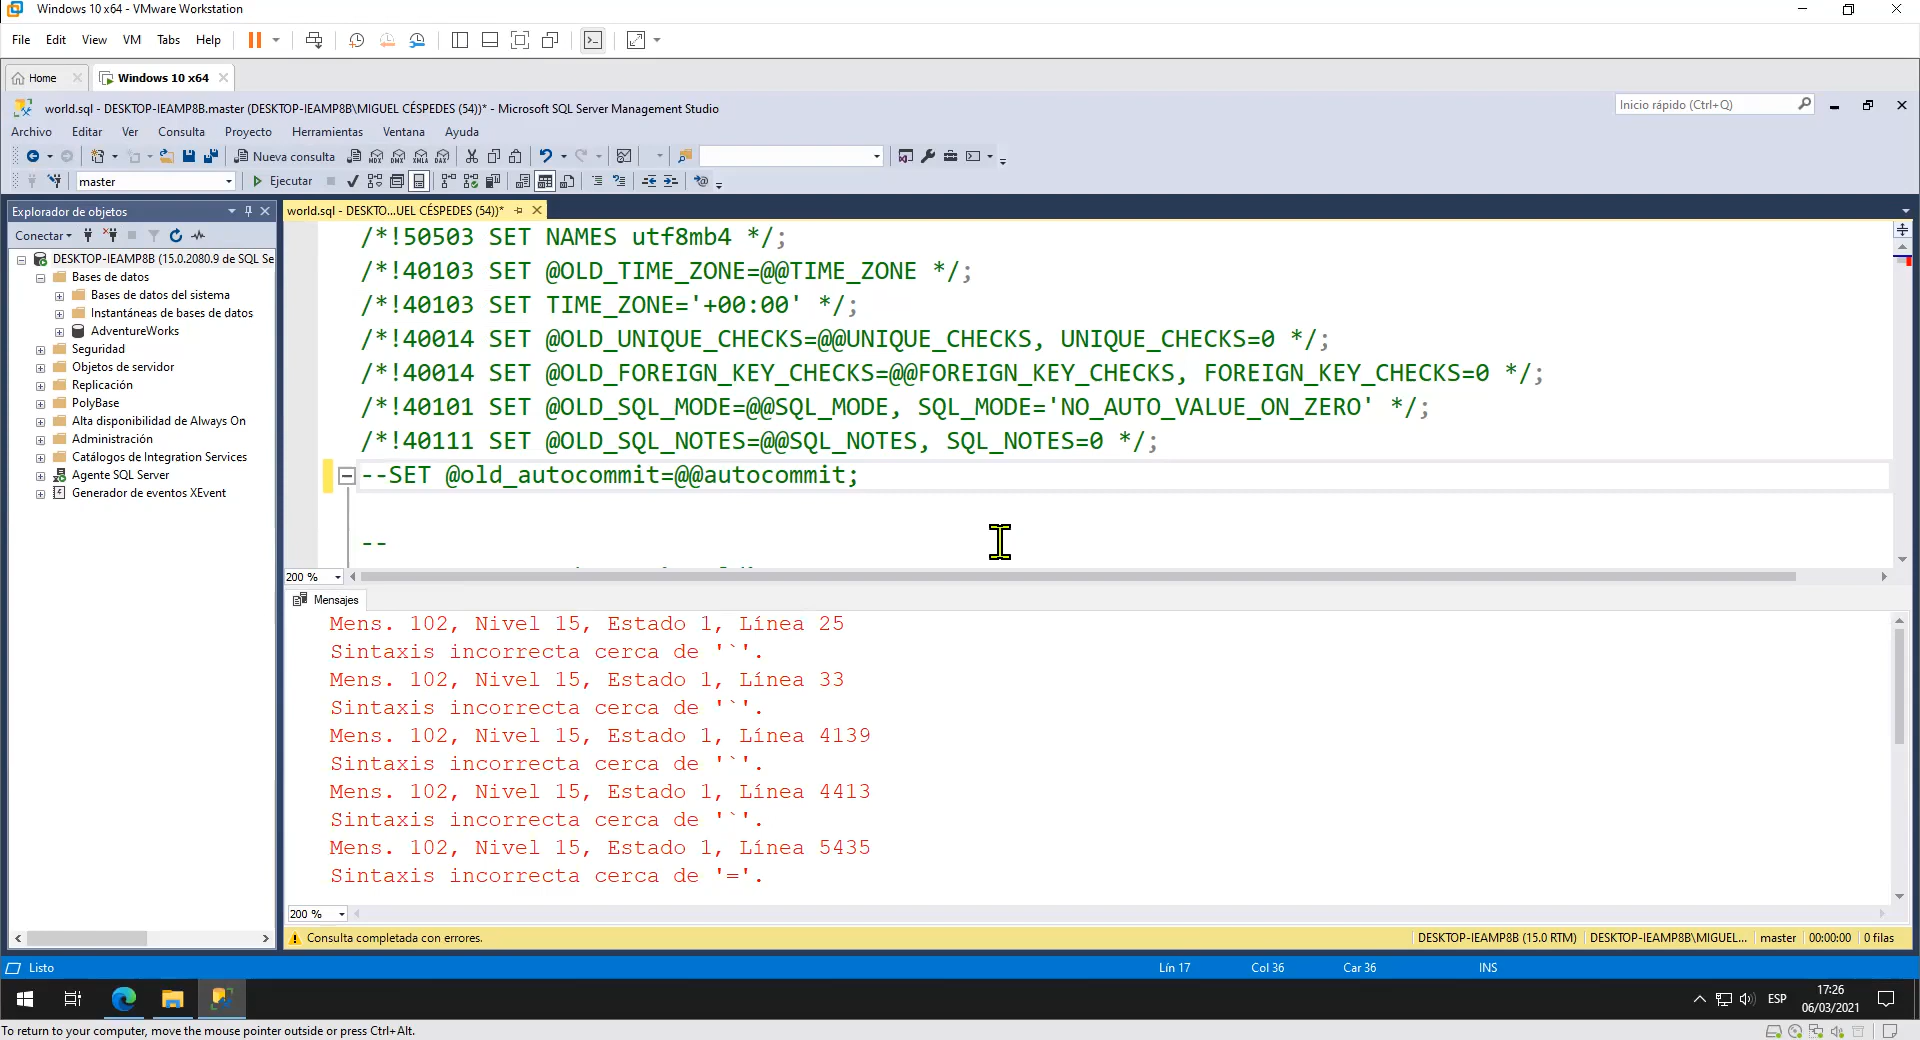 Windows 10 x64 - VMware Workstation
File Edit View VM Tabs Help
Home Windows 10 x64
world.sql - DESKTOP-IEAMP8B.master (DESKTOP-IEAMP8B\MIGUEL CÉSPEDES (54))* - Microsoft SQL Server Management Studio
Inicio rápido (Ctrl+Q)
Archivo Editar Ver Consulta Proyecto Herramientas Ventana Ayuda
Nueva consulta MDX DMX XMLA DAX
master Ejecutar
Explorador de objetos
world.sql - DESKTO...UEL CÉSPEDES (54))*
Conectar
DESKTOP-IEAMP8B (15.0.2080.9 de SQL Se
Bases de datos
Bases de datos del sistema
Instantáneas de bases de datos
AdventureWorks
Seguridad
Objetos de servidor
Replicación
PolyBase
Alta disponibilidad de Always On
Administración
Catálogos de Integration Services
Agente SQL Server
Generador de eventos XEvent
/*!50503 SET NAMES utf8mb4 */;
/*!40103 SET @OLD_TIME_ZONE=@@TIME_ZONE */;
/*!40103 SET TIME_ZONE='+00:00' */;
/*!40014 SET @OLD_UNIQUE_CHECKS=@@UNIQUE_CHECKS, UNIQUE_CHECKS=0 */;
/*!40014 SET @OLD_FOREIGN_KEY_CHECKS=@@FOREIGN_KEY_CHECKS, FOREIGN_KEY_CHECKS=0 */;
/*!40101 SET @OLD_SQL_MODE=@@SQL_MODE, SQL_MODE='NO_AUTO_VALUE_ON_ZERO' */;
/*!40111 SET @OLD_SQL_NOTES=@@SQL_NOTES, SQL_NOTES=0 */;
--SET @old_autocommit=@@autocommit;
--
200 %
Mensajes
Mens. 102, Nivel 15, Estado 1, Línea 25
Sintaxis incorrecta cerca de '`'.
Mens. 102, Nivel 15, Estado 1, Línea 33
Sintaxis incorrecta cerca de '`'.
Mens. 102, Nivel 15, Estado 1, Línea 4139
Sintaxis incorrecta cerca de '`'.
Mens. 102, Nivel 15, Estado 1, Línea 4413
Sintaxis incorrecta cerca de '`'.
Mens. 102, Nivel 15, Estado 1, Línea 5435
Sintaxis incorrecta cerca de '='.
200 %
Consulta completada con errores. DESKTOP-IEAMP8B (15.0 RTM) DESKTOP-IEAMP8B\MIGUEL... master 00:00:00 0 filas
Listo Lín 17 Col 36 Car 36 INS
ESP 17:26
06/03/2021
To return to your computer, move the mouse pointer outside or press Ctrl+Alt.